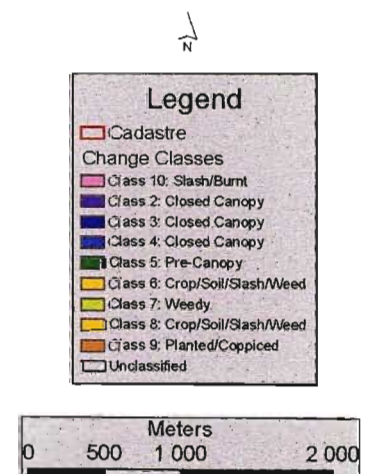 N
Legend
Cadastre
Change Classes
Class 10: Slash/Burnt
Class 2: Closed Canopy
Class 3: Closed Canopy
Class 4: Closed Canopy
Class 5: Pre-Canopy
Class 6: Crop/Soil/Slash/Weed
Class 7: Weedy
Class 8: Crop/Soil/Slash/Weed
Class 9: Planted/Coppiced
Unclassified
Meters
0 500 1 000 2 000